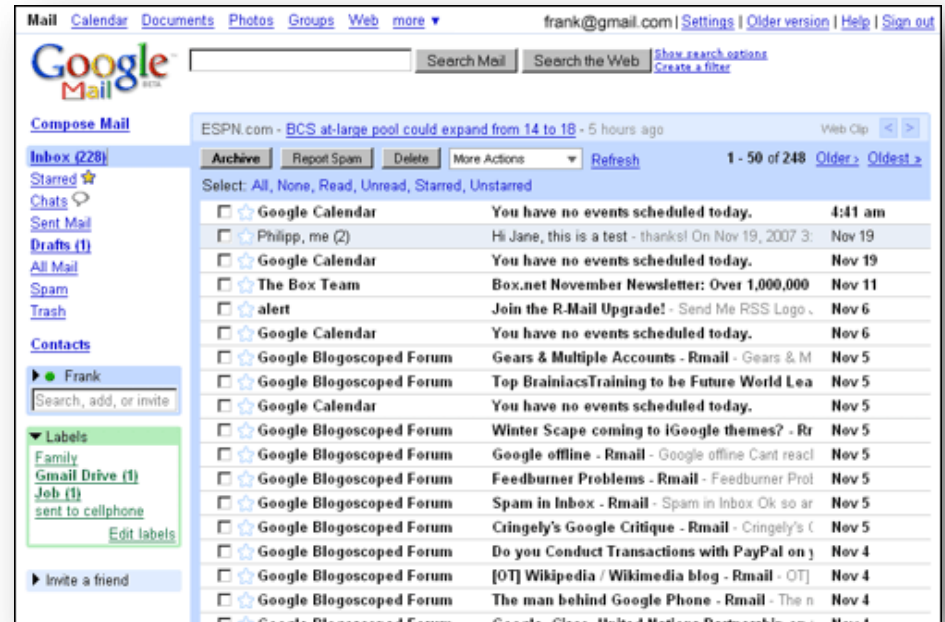 Mail Calendar Documents Photos Groups Web more ▼ frank@gmail.com | Settings | Older version | Help | Sign out
Google Mail BETA
Search Mail Search the Web Show search options
Create a filter
Compose Mail
Inbox (228)
Starred
Chats
Sent Mail
Drafts (1)
All Mail
Spam
Trash
Contacts
Frank
Search, add, or invite
Labels
Family
Gmail Drive (1)
Job (1)
sent to cellphone
Edit labels
Invite a friend
ESPN.com - BCS at-large pool could expand from 14 to 18 - 5 hours ago Web Clip < >
Archive Report Spam Delete More Actions Refresh 1 - 50 of 248 Older › Oldest »
Select: All, None, Read, Unread, Starred, Unstarred
Google Calendar You have no events scheduled today. 4:41 am
Philipp, me (2) Hi Jane, this is a test - thanks! On Nov 19, 2007 3: Nov 19
Google Calendar You have no events scheduled today. Nov 19
The Box Team Box.net November Newsletter: Over 1,000,000 Nov 11
alert Join the R-Mail Upgrade! - Send Me RSS Logo Nov 6
Google Calendar You have no events scheduled today. Nov 6
Google Blogoscoped Forum Gears & Multiple Accounts - Rmail - Gears & M Nov 5
Google Blogoscoped Forum Top BrainiacsTraining to be Future World Lea Nov 5
Google Calendar You have no events scheduled today. Nov 5
Google Blogoscoped Forum Winter Scape coming to iGoogle themes? - Rr Nov 5
Google Blogoscoped Forum Google offline - Rmail - Google offline Cant reacl Nov 5
Google Blogoscoped Forum Feedburner Problems - Rmail - Feedburner Prol Nov 5
Google Blogoscoped Forum Spam in Inbox - Rmail - Spam in Inbox Ok so ar Nov 5
Google Blogoscoped Forum Cringely's Google Critique - Rmail - Cringely's Nov 5
Google Blogoscoped Forum Do you Conduct Transactions with PayPal on Nov 4
Google Blogoscoped Forum [OT] Wikipedia / Wikimedia blog - Rmail - OT] Nov 4
Google Blogoscoped Forum The man behind Google Phone - Rmail - The n Nov 4